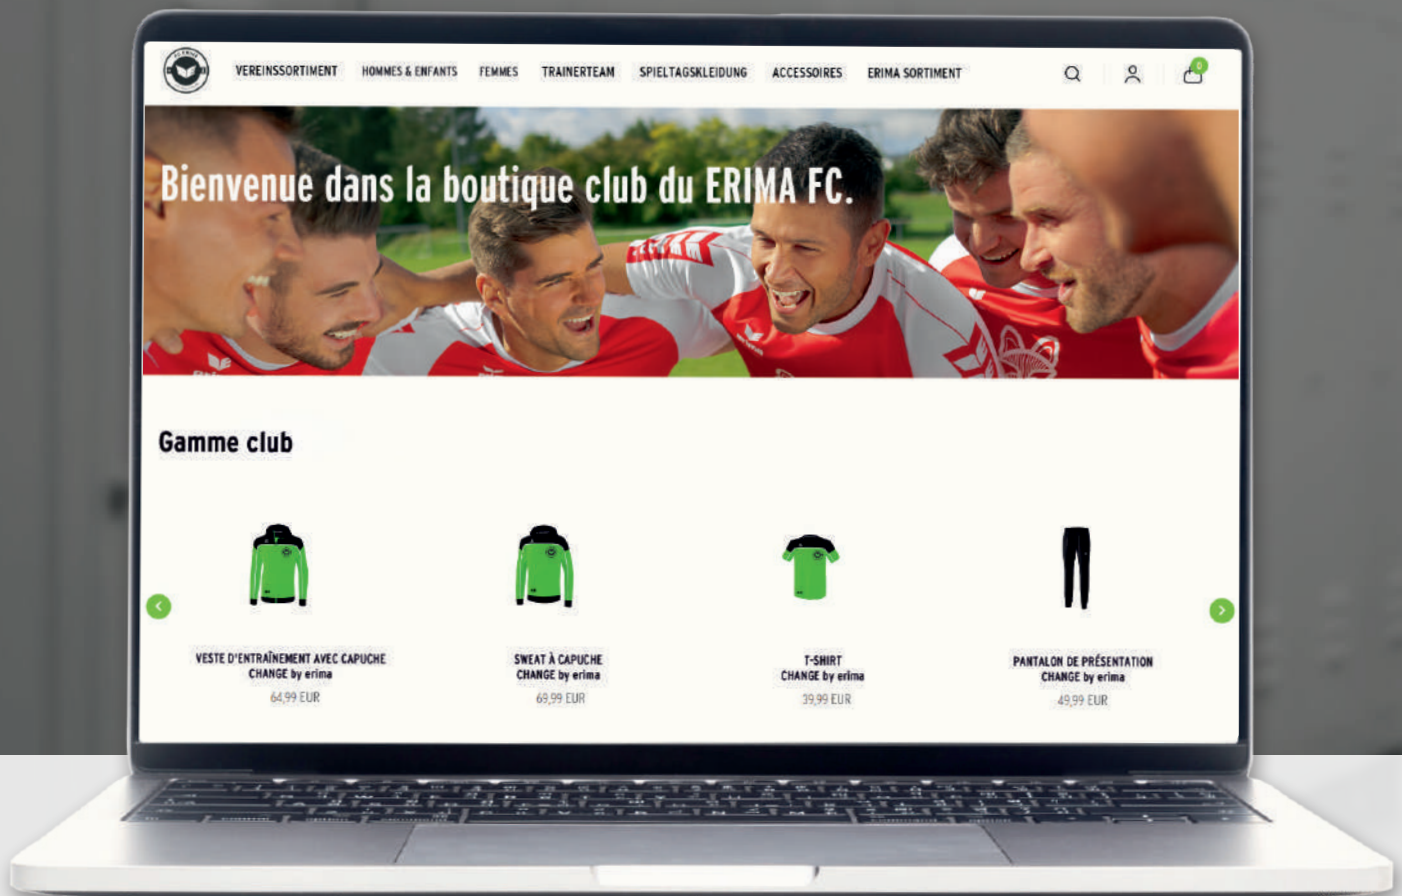 VEREINSSORTIMENT HOMMES & ENFANTS FEMMES TRAINERTEAM SPIELTAGSKLEIDUNG ACCESSOIRES ERIMA SORTIMENT
0
Bienvenue dans la boutique club du ERIMA FC.
Gamme club
VESTE D'ENTRAÎNEMENT AVEC CAPUCHE
CHANGE by erima
64,99 EUR
SWEAT À CAPUCHE
CHANGE by erima
69,99 EUR
T-SHIRT
CHANGE by erima
39,99 EUR
PANTALON DE PRÉSENTATION
CHANGE by erima
49,99 EUR